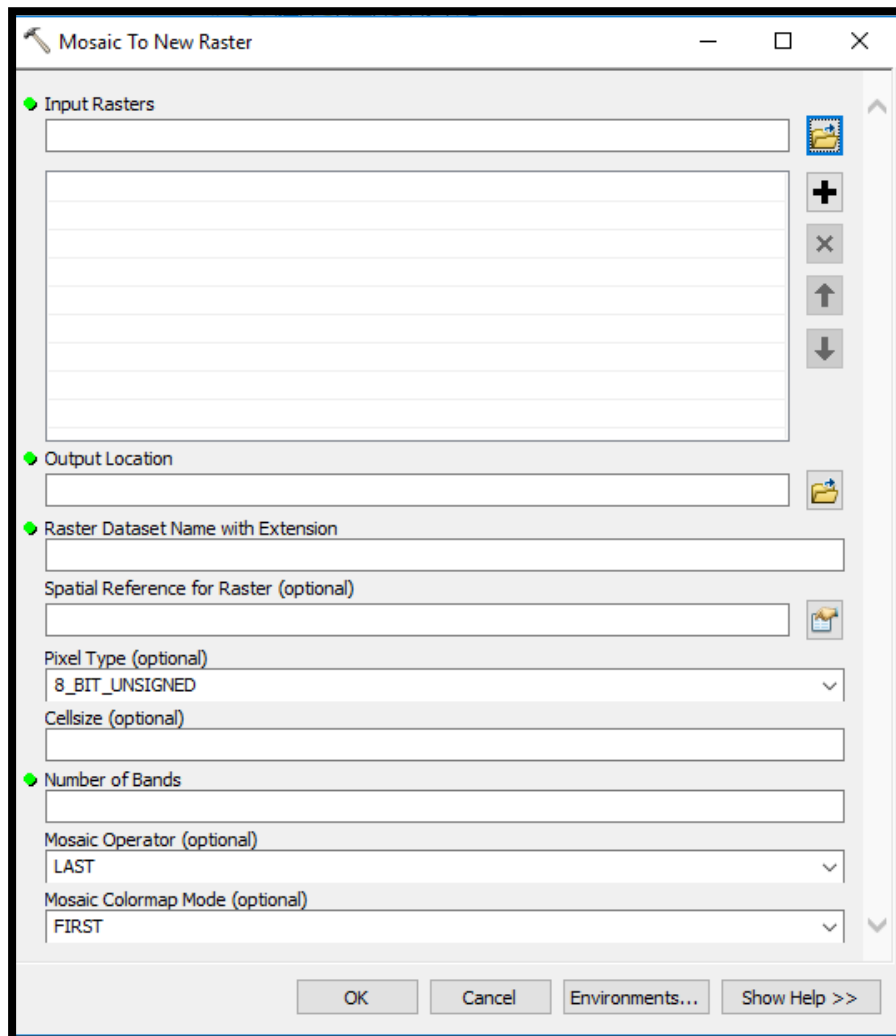 Mosaic To New Raster
Input Rasters
Output Location
Raster Dataset Name with Extension
Spatial Reference for Raster (optional)
Pixel Type (optional)
8_BIT_UNSIGNED
Cellsize (optional)
Number of Bands
Mosaic Operator (optional)
LAST
Mosaic Colormap Mode (optional)
FIRST
OK Cancel Environments... Show Help >>